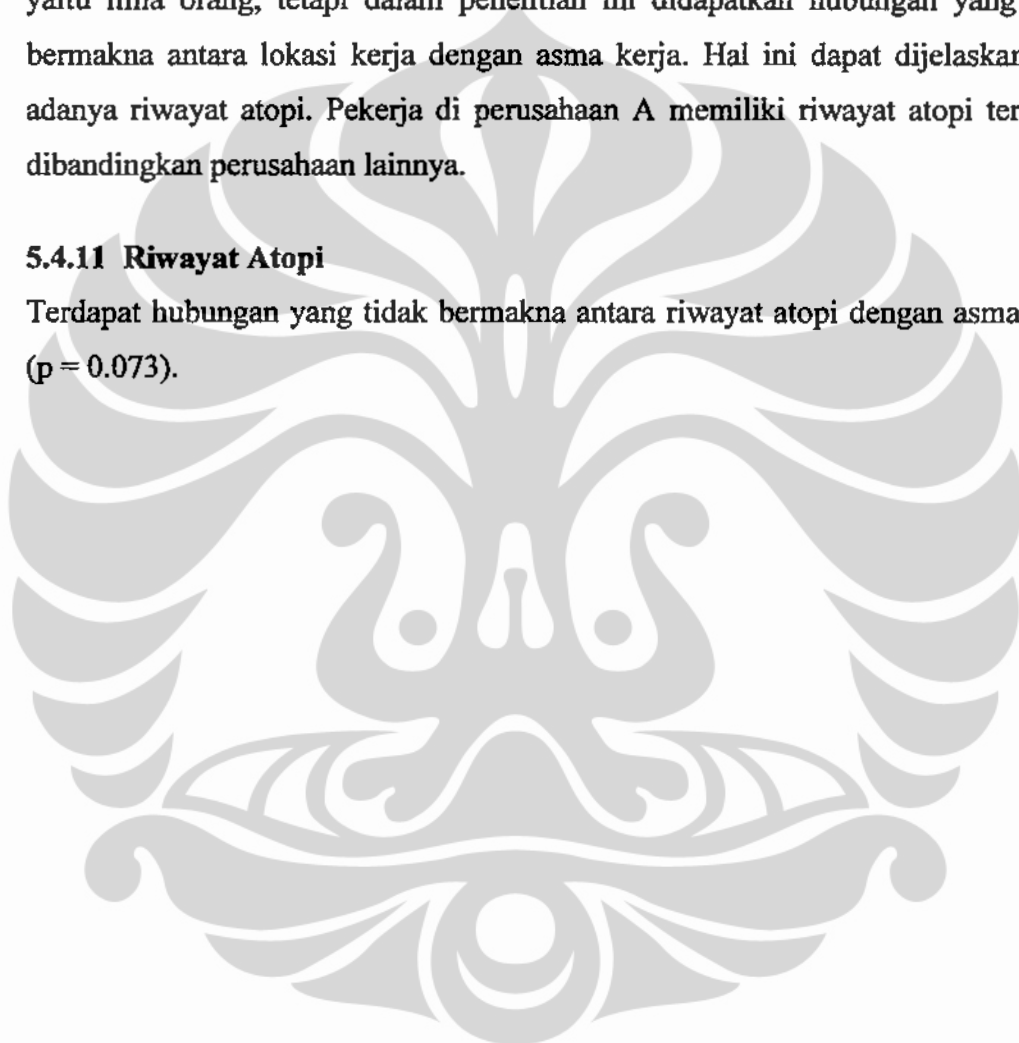 yaitu lima orang, tetapi dalam penelitian ini didapatkan hubungan yang
bermakna antara lokasi kerja dengan asma kerja. Hal ini dapat dijelaskan
adanya riwayat atopi. Pekerja di perusahaan A memiliki riwayat atopi ter
dibandingkan perusahaan lainnya.
5.4.11 Riwayat Atopi
Terdapat hubungan yang tidak bermakna antara riwayat atopi dengan asma
(p = 0.073).